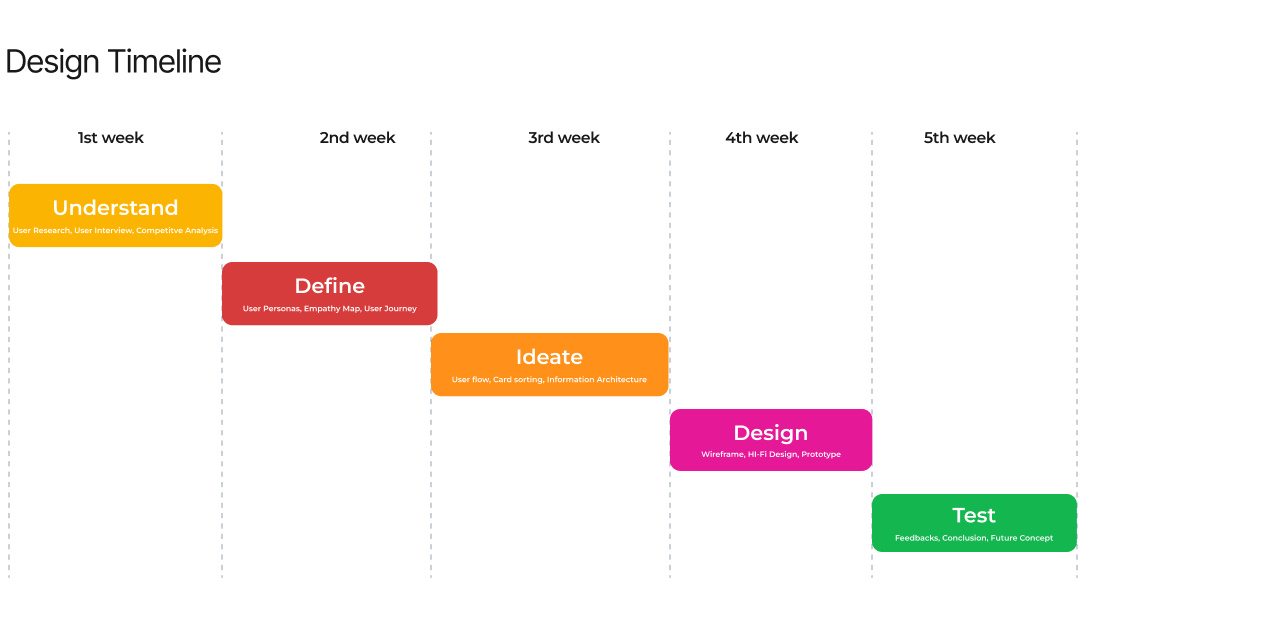 Design Timeline
1st week
2nd week
3rd week
4th week
5th week
Understand
User Research, User Interview, Competitve Analysis
Define
User Personas, Empathy Map, User Journey
Ideate
User flow, Card sorting, Information Architecture
Design
Wireframe, HI-Fi Design, Prototype
Test
Feedbacks, Conclusion, Future Concept